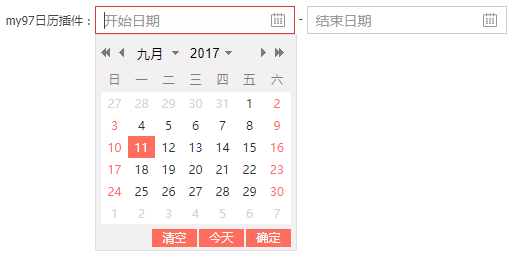 my97日历插件： 开始日期 - 结束日期
九月 2017
日 一 二 三 四 五 六
27 28 29 30 31 1 2
3 4 5 6 7 8 9
10 11 12 13 14 15 16
17 18 19 20 21 22 23
24 25 26 27 28 29 30
1 2 3 4 5 6 7
清空 今天 确定